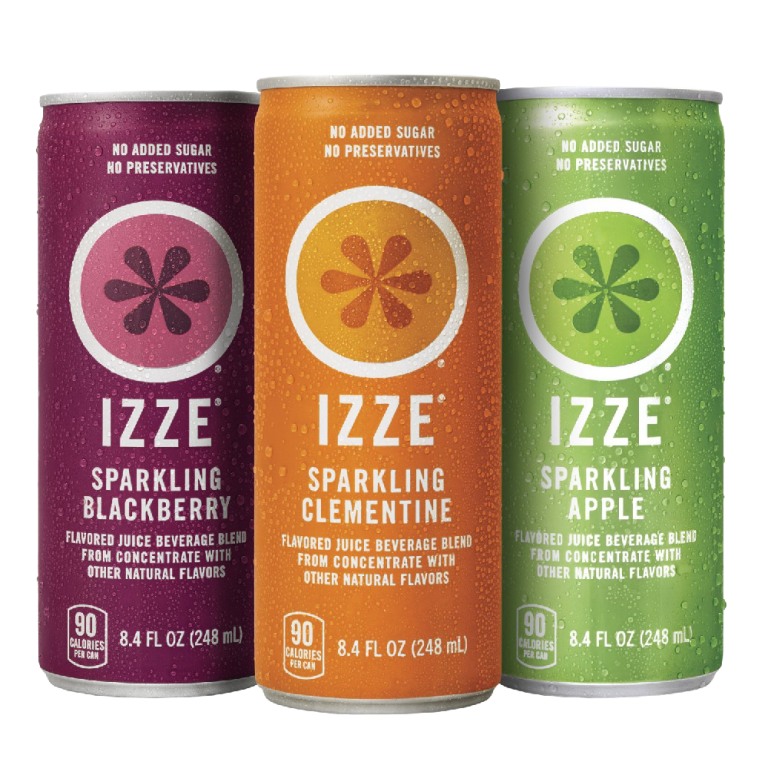 NO ADDED SUGAR
NO PRESERVATIVES
IZZE®
SPARKLING
BLACKBERRY
FLAVORED JUICE BEVERAGE BLEND
FROM CONCENTRATE WITH
OTHER NATURAL FLAVORS
90
CALORIES
PER CAN
8.4 FL OZ (248 mL)
NO ADDED SUGAR
NO PRESERVATIVES
IZZE®
SPARKLING
CLEMENTINE
FLAVORED JUICE BEVERAGE BLEND
FROM CONCENTRATE WITH
OTHER NATURAL FLAVORS
90
CALORIES
PER CAN
8.4 FL OZ (248 mL)
NO ADDED SUGAR
NO PRESERVATIVES
IZZE®
SPARKLING
APPLE
FLAVORED JUICE BEVERAGE BLEND
FROM CONCENTRATE WITH
OTHER NATURAL FLAVORS
90
CALORIES
PER CAN
8.4 FL OZ (248 mL)